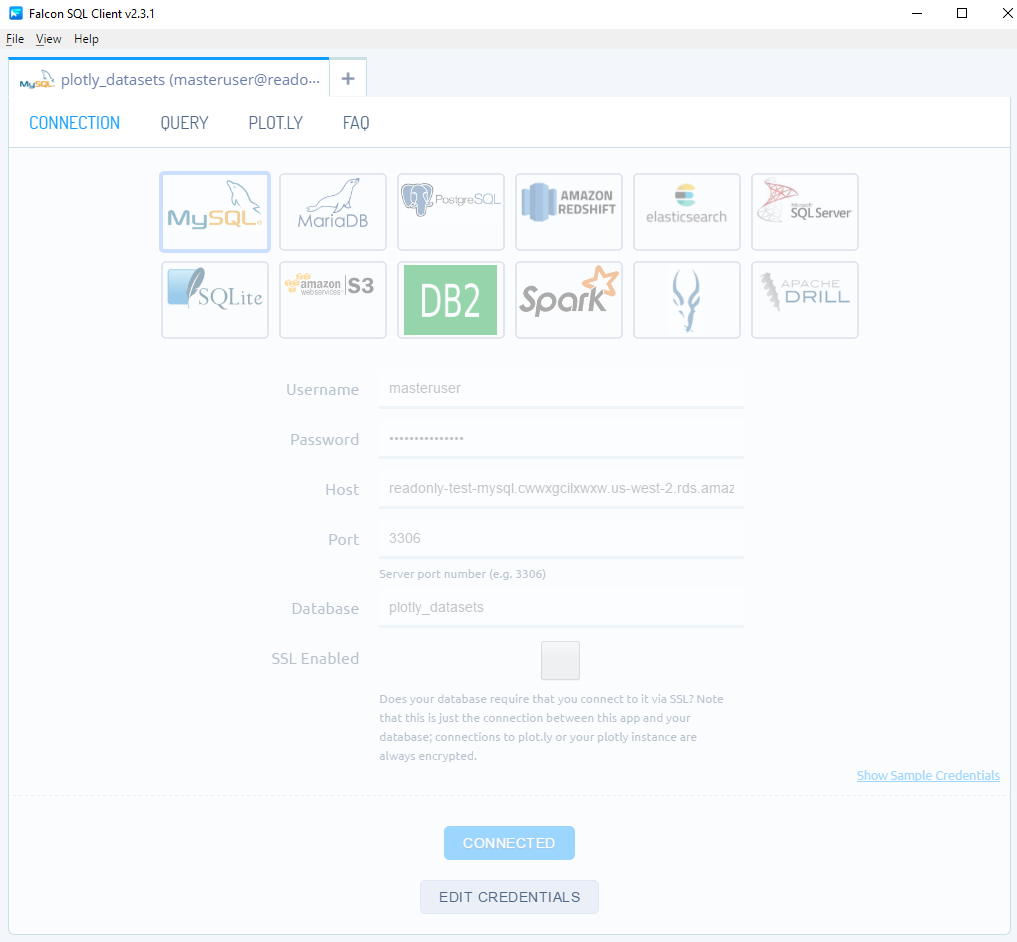 Falcon SQL Client v2.3.1
File View Help
MySQL plotly_datasets (masteruser@reado··· +
CONNECTION QUERY PLOT.LY FAQ
MySQL MariaDB PostgreSQL AMAZON REDSHIFT elasticsearch Microsoft SQL Server
SQLite amazon webservices S3 DB2 Spark APACHE DRILL
Username masteruser
Password •••••••••••••••
Host readonly-test-mysql.cwwxgcilxwxw.us-west-2.rds.amaz
Port 3306
Server port number (e.g. 3306)
Database plotly_datasets
SSL Enabled
Does your database require that you connect to it via SSL? Note
that this is just the connection between this app and your
database; connections to plot.ly or your plotly instance are
always encrypted.
Show Sample Credentials
CONNECTED
EDIT CREDENTIALS